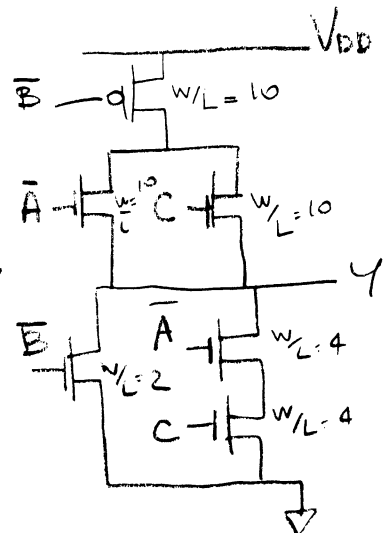 VDD
B̅ W/L = 10
A̅ W/L = 10 C W/L = 10
Y
B̅ W/L = 2 A̅ W/L = 4
C W/L = 4